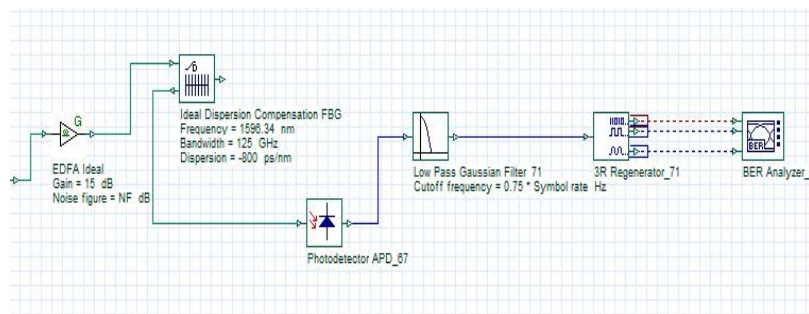 G
Ideal Dispersion Compensation FBG
Frequency = 1596.34 nm
Bandwidth = 125 GHz
Dispersion = -800 ps/nm
EDFA Ideal
Gain = 15 dB
Noise figure = NF dB
Low Pass Gaussian Filter_71
Cutoff frequency = 0.75 * Symbol rate Hz
3R Regenerator_71
BER
BER Analyzer_
Photodetector APD_67